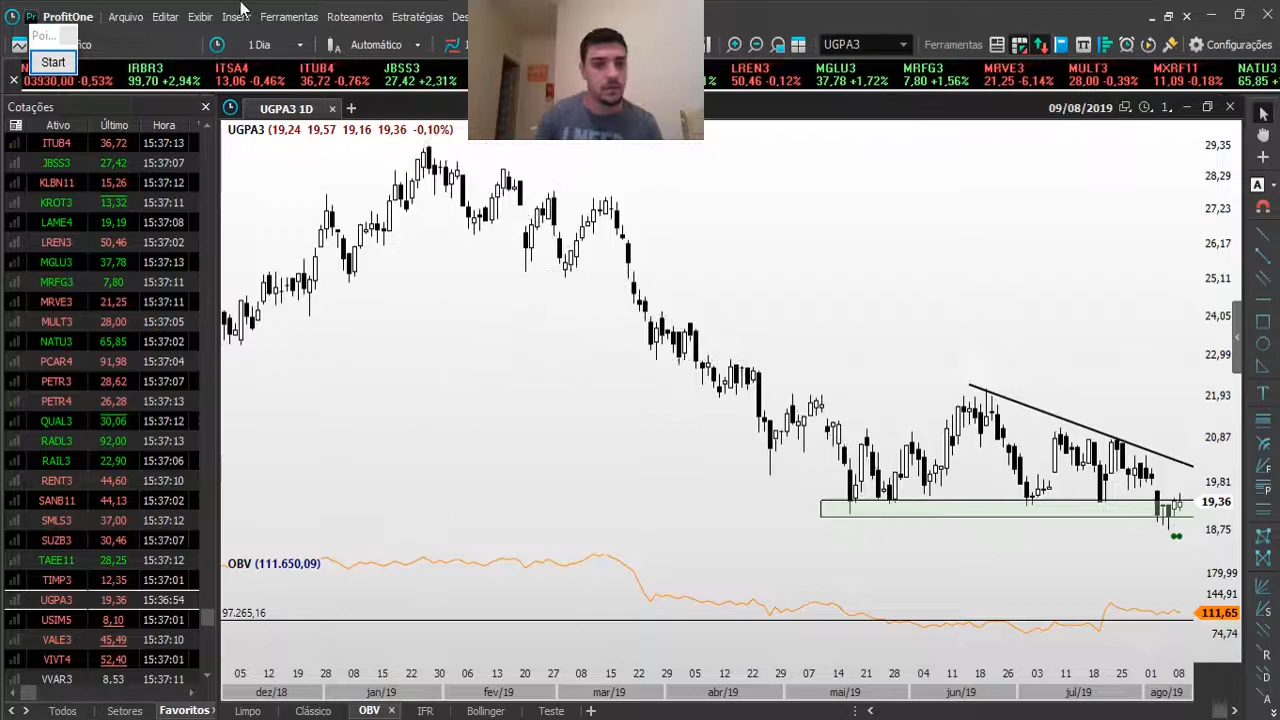 Pr ProfitOne Arquivo Editar Exibir Inserir Ferramentas Roteamento Estratégias
Poi...
Start
1 Dia
Automático
UGPA3
Ferramentas
Configurações
IRBR3 ITSA4 ITUB4 JBSS3 LREN3 MGLU3 MRFG3 MRVE3 MULT3 MXRF11 NATU3
03930,00 -0,53% 99,70 +2,94% 13,06 -0,46% 36,72 -0,76% 27,42 +2,31% 30,12 -0,59% 37,78 +1,72% 7,80 +1,56% 21,25 -6,14% 28,00 -0,39% 11,09 -0,18% 65,85
Cotações
Ativo Último Hora
ITUB4 36,72 15:37:13
JBSS3 27,42 15:37:07
KLBN11 15,26 15:37:12
KROT3 13,32 15:37:11
LAME4 19,19 15:37:08
LREN3 50,46 15:37:02
MGLU3 37,78 15:37:11
MRFG3 7,80 15:37:11
MRVE3 21,25 15:37:11
MULT3 28,00 15:37:05
NATU3 65,85 15:37:12
PCAR4 91,98 15:37:04
PETR3 28,62 15:37:07
PETR4 26,28 15:37:13
QUAL3 30,06 15:37:12
RADL3 92,00 15:37:13
RAIL3 22,90 15:37:06
RENT3 44,60 15:37:10
SANB11 44,13 15:37:02
SMLS3 37,00 15:37:12
SUZB3 30,46 15:37:12
TAEE11 28,25 15:37:12
TIMP3 12,35 15:37:01
UGPA3 19,36 15:36:54
USIM5 8,10 15:37:01
VALE3 45,49 15:37:10
VIVT4 52,40 15:37:01
VVAR3 8,53 15:37:11
Todos Setores Favoritos
UGPA3 1D
09/08/2019
UGPA3 (19,24 19,57 19,16 19,36 -0,10%)
29,35
28,29
27,23
26,17
25,11
24,05
22,99
21,93
20,87
19,81
19,36
18,75
OBV (111.650,09)
179,99
144,91
97.265,16
111,65
74,74
05 12 19 28 08 15 22 30 06 13 20 27 08 15 22 29 05 12 22 30 07 14 21 28 04 11 18 26 03 11 18 25 01 08
dez/18 jan/19 fev/19 mar/19 abr/19 mai/19 jun/19 jul/19 ago/19
Limpo Clássico OBV IFR Bollinger Teste